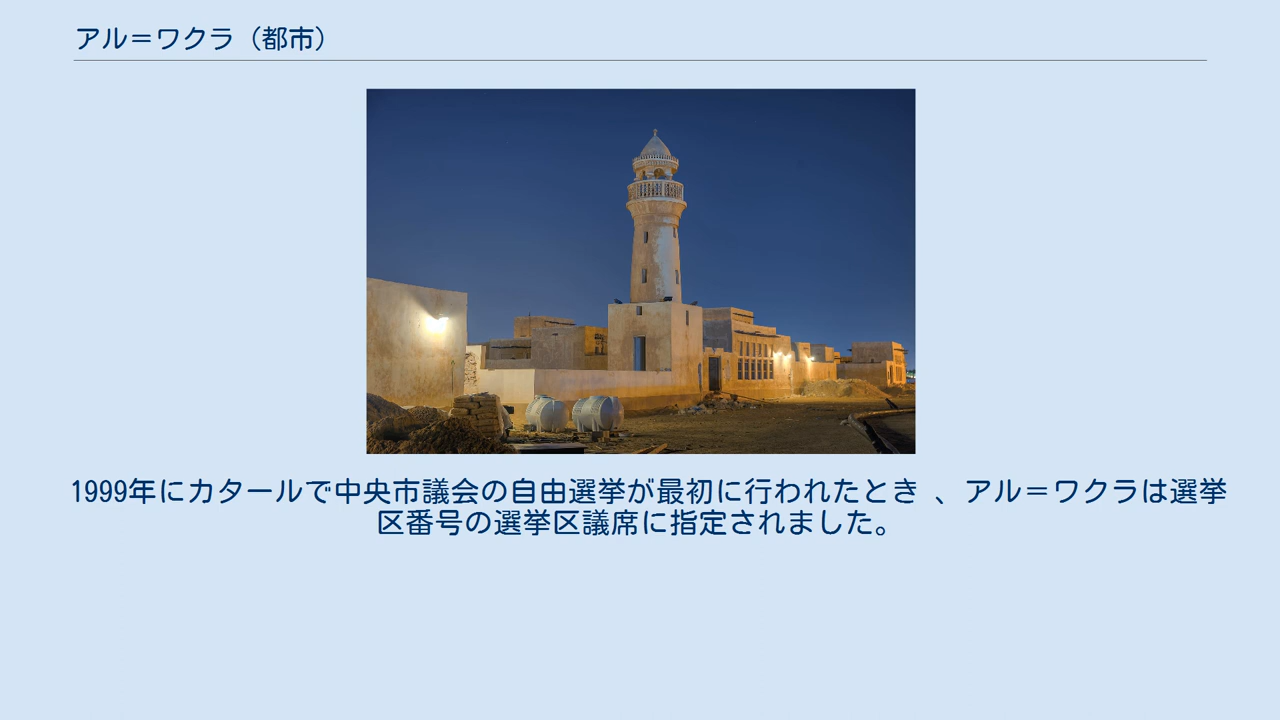 アル＝ワクラ（都市）
1999年にカタールで中央市議会の自由選挙が最初に行われたとき 、アル＝ワクラは選挙
区番号の選挙区議席に指定されました。